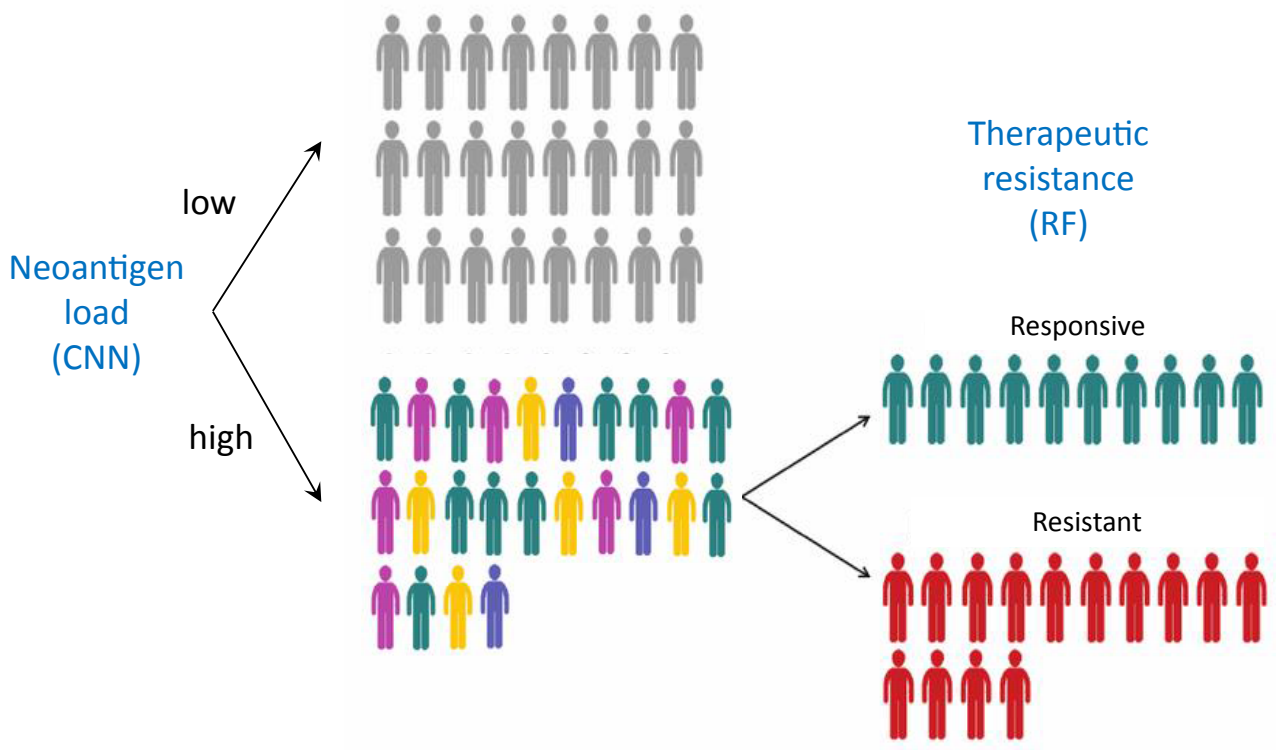 Neoantigen
load
(CNN)
low
high
Therapeutic
resistance
(RF)
Responsive
Resistant